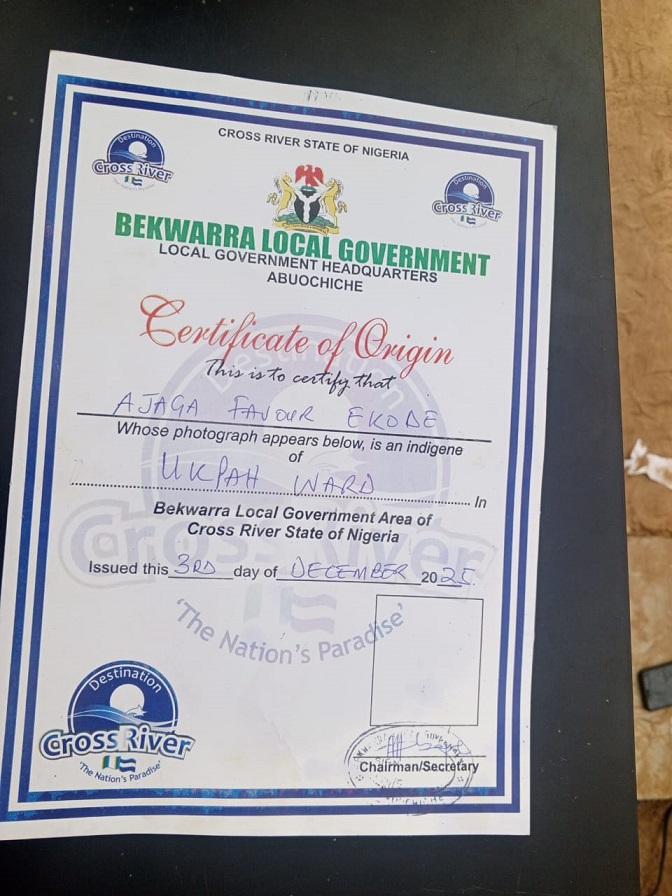 CROSS RIVER STATE OF NIGERIA
Destination
Cross River
Destination
Cross River
BEKWARRA LOCAL GOVERNMENT
LOCAL GOVERNMENT HEADQUARTERS
ABUOCHICHE
Certificate of Origin
This is to certify that
AJAGA FAVOUR EKODE
Whose photograph appears below, is an indigene
of
UKPAH WARD In
Bekwarra Local Government Area of
Cross River State of Nigeria
Issued this 3RD day of DECEMBER 2025
Destination
Cross River
'The Nation's Paradise'
Destination
Cross River
'The Nation's Paradise'
Chairman/Secretary